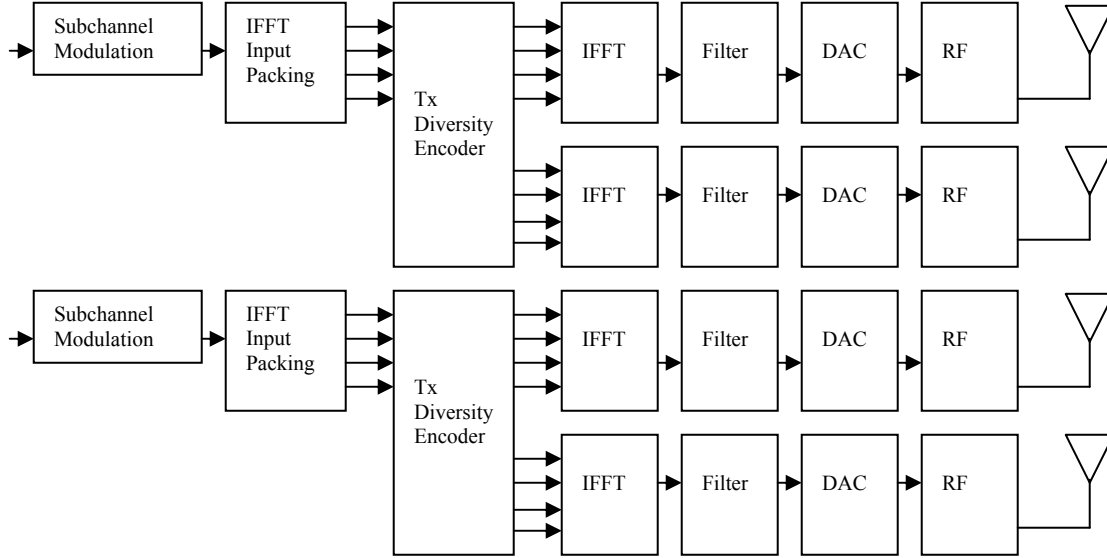 Subchannel
Modulation
IFFT
Input
Packing
Tx
Diversity
Encoder
IFFT
Filter
DAC
RF
IFFT
Filter
DAC
RF
Subchannel
Modulation
IFFT
Input
Packing
Tx
Diversity
Encoder
IFFT
Filter
DAC
RF
IFFT
Filter
DAC
RF